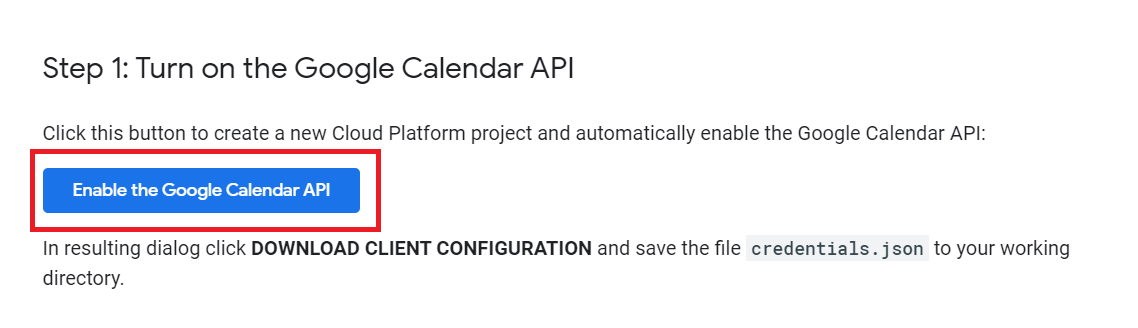 Step 1: Turn on the Google Calendar API
Click this button to create a new Cloud Platform project and automatically enable the Google Calendar API:
Enable the Google Calendar API
In resulting dialog click DOWNLOAD CLIENT CONFIGURATION and save the file credentials.json to your working
directory.